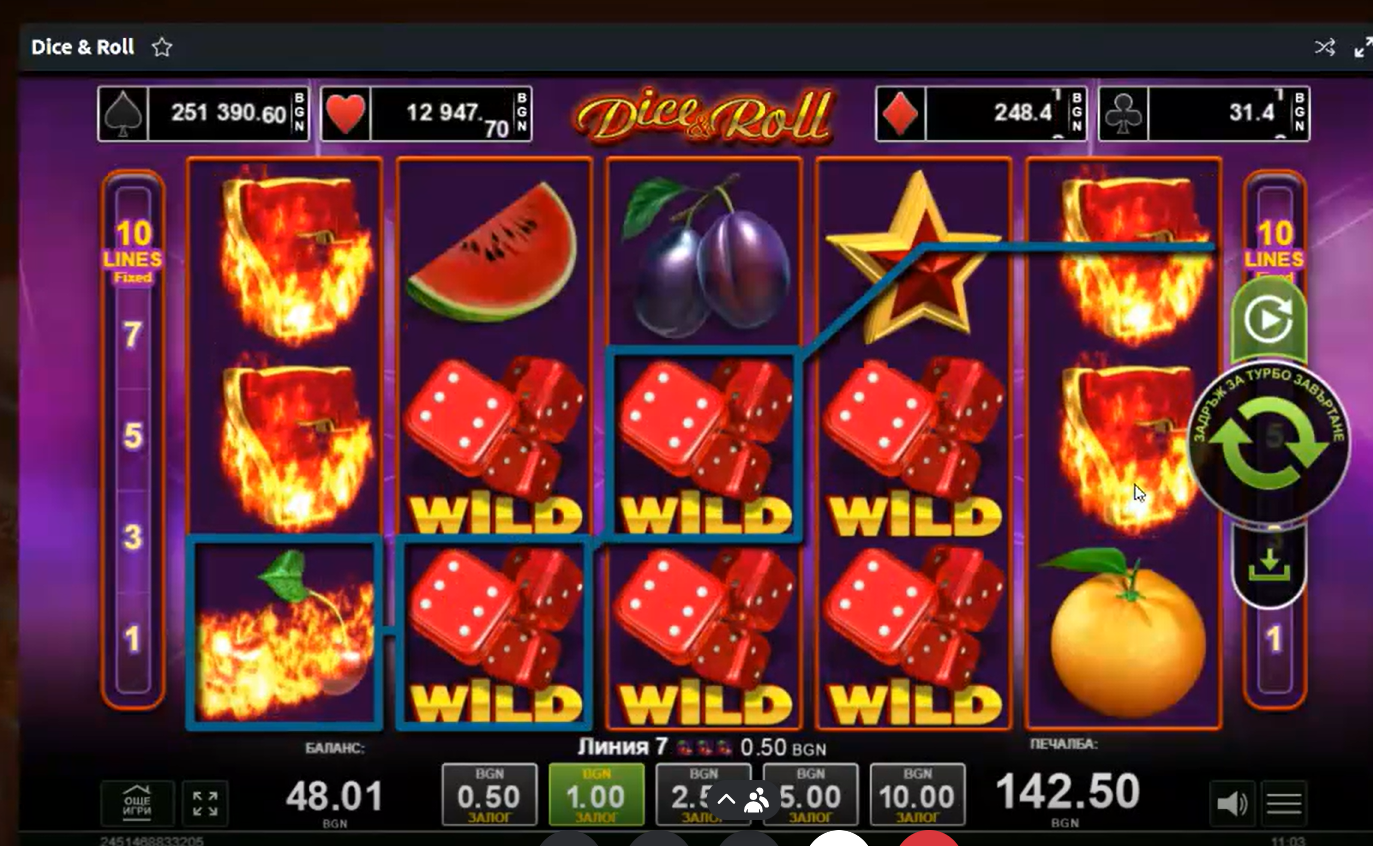 Dice & Roll
251 390.60 BGN
12 947.70 BGN
Dice & Roll
248.4 BGN
31.4 BGN
10 LINES Fixed
10 LINES
7
5
3
1
ЗАДРЪЖ ЗА ТУРБО ЗАВЪРТАНЕ
1
WILD WILD WILD
WILD WILD WILD
БАЛАНС:
Линия 7 0.50 BGN
ПЕЧАЛБА:
ОЩЕ ИГРИ
48.01
BGN
BGN 0.50 ЗАЛОГ
BGN 1.00 ЗАЛОГ
BGN
BGN 5.00 ЗАЛОГ
BGN 10.00 ЗАЛОГ
142.50
BGN
2451468833205
11:03